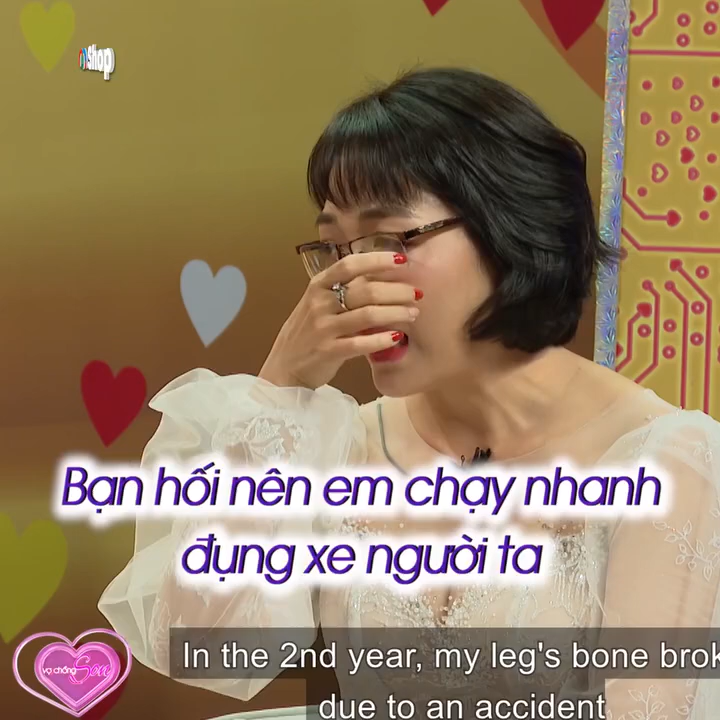 Shop
Bạn hối nên em chạy nhanh
đụng xe người ta
vợ chồng
Son
In the 2nd year, my leg's bone brok
due to an accident